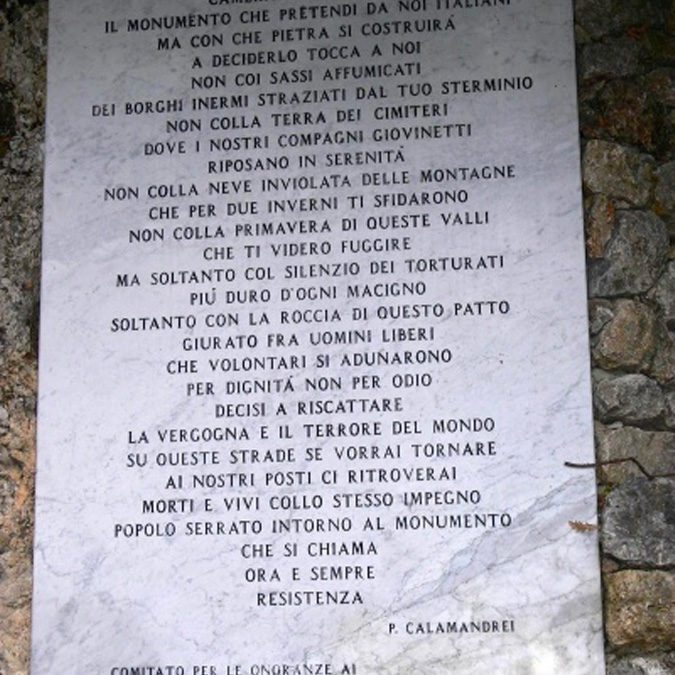 IL MONUMENTO CHE PRETENDI DA NOI ITALIANI
MA CON CHE PIETRA SI COSTRUIRÁ
A DECIDERLO TOCCA A NOI
NON COI SASSI AFFUMICATI
DEI BORGHI INERMI STRAZIATI DAL TUO STERMINIO
NON COLLA TERRA DEI CIMITERI
DOVE I NOSTRI COMPAGNI GIOVINETTI
RIPOSANO IN SERENITÁ
NON COLLA NEVE INVIOLATA DELLE MONTAGNE
CHE PER DUE INVERNI TI SFIDARONO
NON COLLA PRIMAVERA DI QUESTE VALLI
CHE TI VIDERO FUGGIRE
MA SOLTANTO COL SILENZIO DEI TORTURATI
PIÚ DURO D'OGNI MACIGNO
SOLTANTO CON LA ROCCIA DI QUESTO PATTO
GIURATO FRA UOMINI LIBERI
CHE VOLONTARI SI ADUNARONO
PER DIGNITÁ NON PER ODIO
DECISI A RISCATTARE
LA VERGOGNA E IL TERRORE DEL MONDO
SU QUESTE STRADE SE VORRAI TORNARE
AI NOSTRI POSTI CI RITROVERAI
MORTI E VIVI COLLO STESSO IMPEGNO
POPOLO SERRATO INTORNO AL MONUMENTO
CHE SI CHIAMA
ORA E SEMPRE
RESISTENZA
P. CALAMANDREI
COMITATO PER LE ONORANZE AI